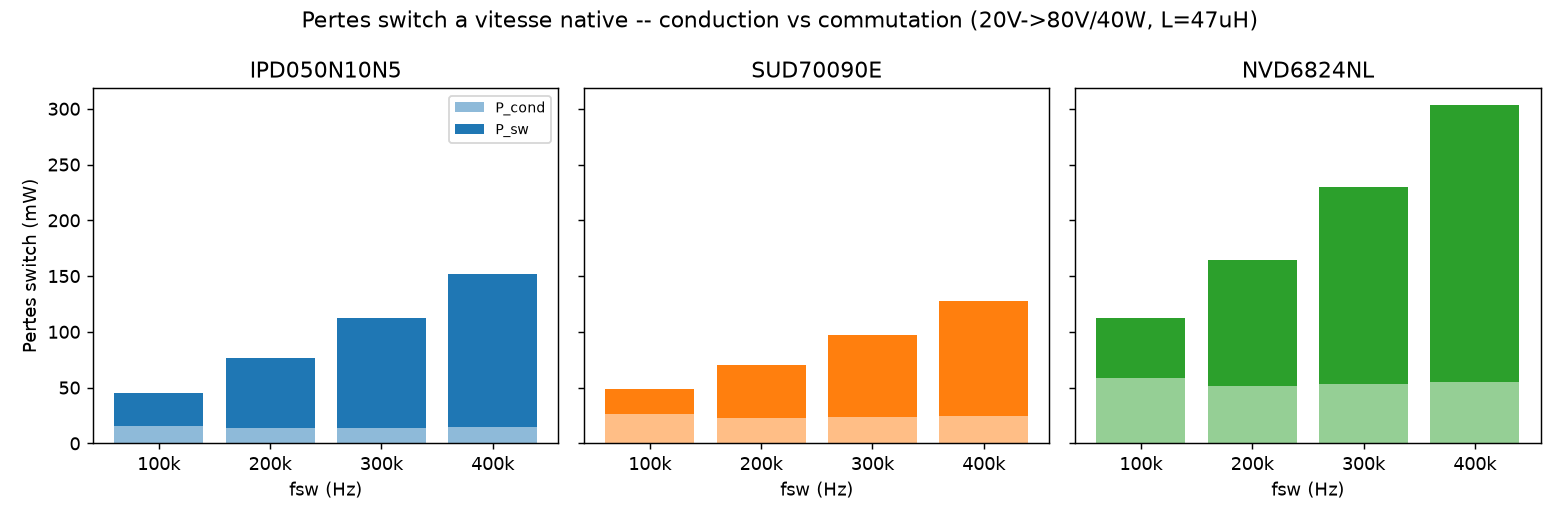 Pertes switch a vitesse native -- conduction vs commutation (20V->80V/40W, L=47uH)
IPD050N10N5
SUD70090E
NVD6824NL
P_cond
P_sw
Pertes switch (mW)
300
250
200
150
100
50
0
100k
200k
300k
400k
100k
200k
300k
400k
100k
200k
300k
400k
fsw (Hz)
fsw (Hz)
fsw (Hz)